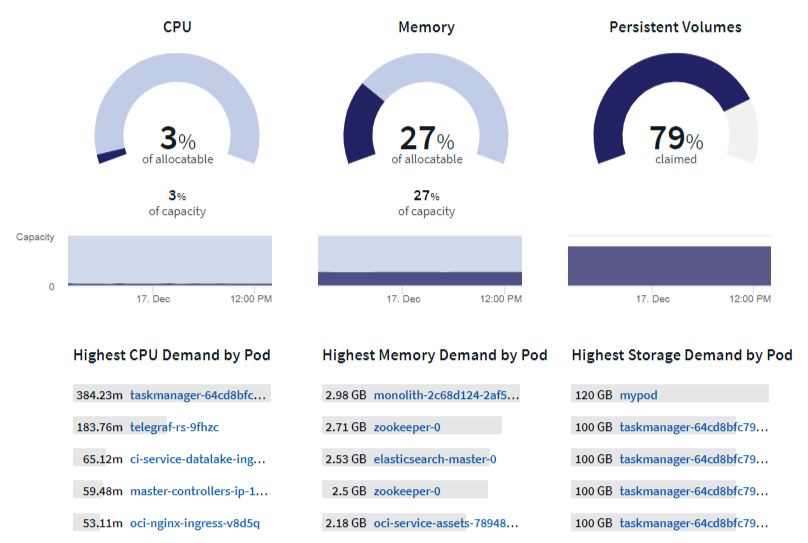 CPU
Memory
Persistent Volumes
3%
of allocatable
27%
of allocatable
79%
claimed
3%
of capacity
27%
of capacity
Capacity
0
17. Dec
12:00 PM
17. Dec
12:00 PM
17. Dec
12:00 PM
Highest CPU Demand by Pod
384.23m taskmanager-64cd8bfc...
183.76m telegraf-rs-9fhzc
65.12m ci-service-datalake-ing...
59.48m master-controllers-ip-1...
53.11m oci-nginx-ingress-v8d5q
Highest Memory Demand by Pod
2.98 GB monolith-2c68d124-2af5...
2.71 GB zookeeper-0
2.53 GB elasticsearch-master-0
2.5 GB zookeeper-0
2.18 GB oci-service-assets-78948...
Highest Storage Demand by Pod
120 GB mypod
100 GB taskmanager-64cd8bfc79...
100 GB taskmanager-64cd8bfc79...
100 GB taskmanager-64cd8bfc79...
100 GB taskmanager-64cd8bfc79...